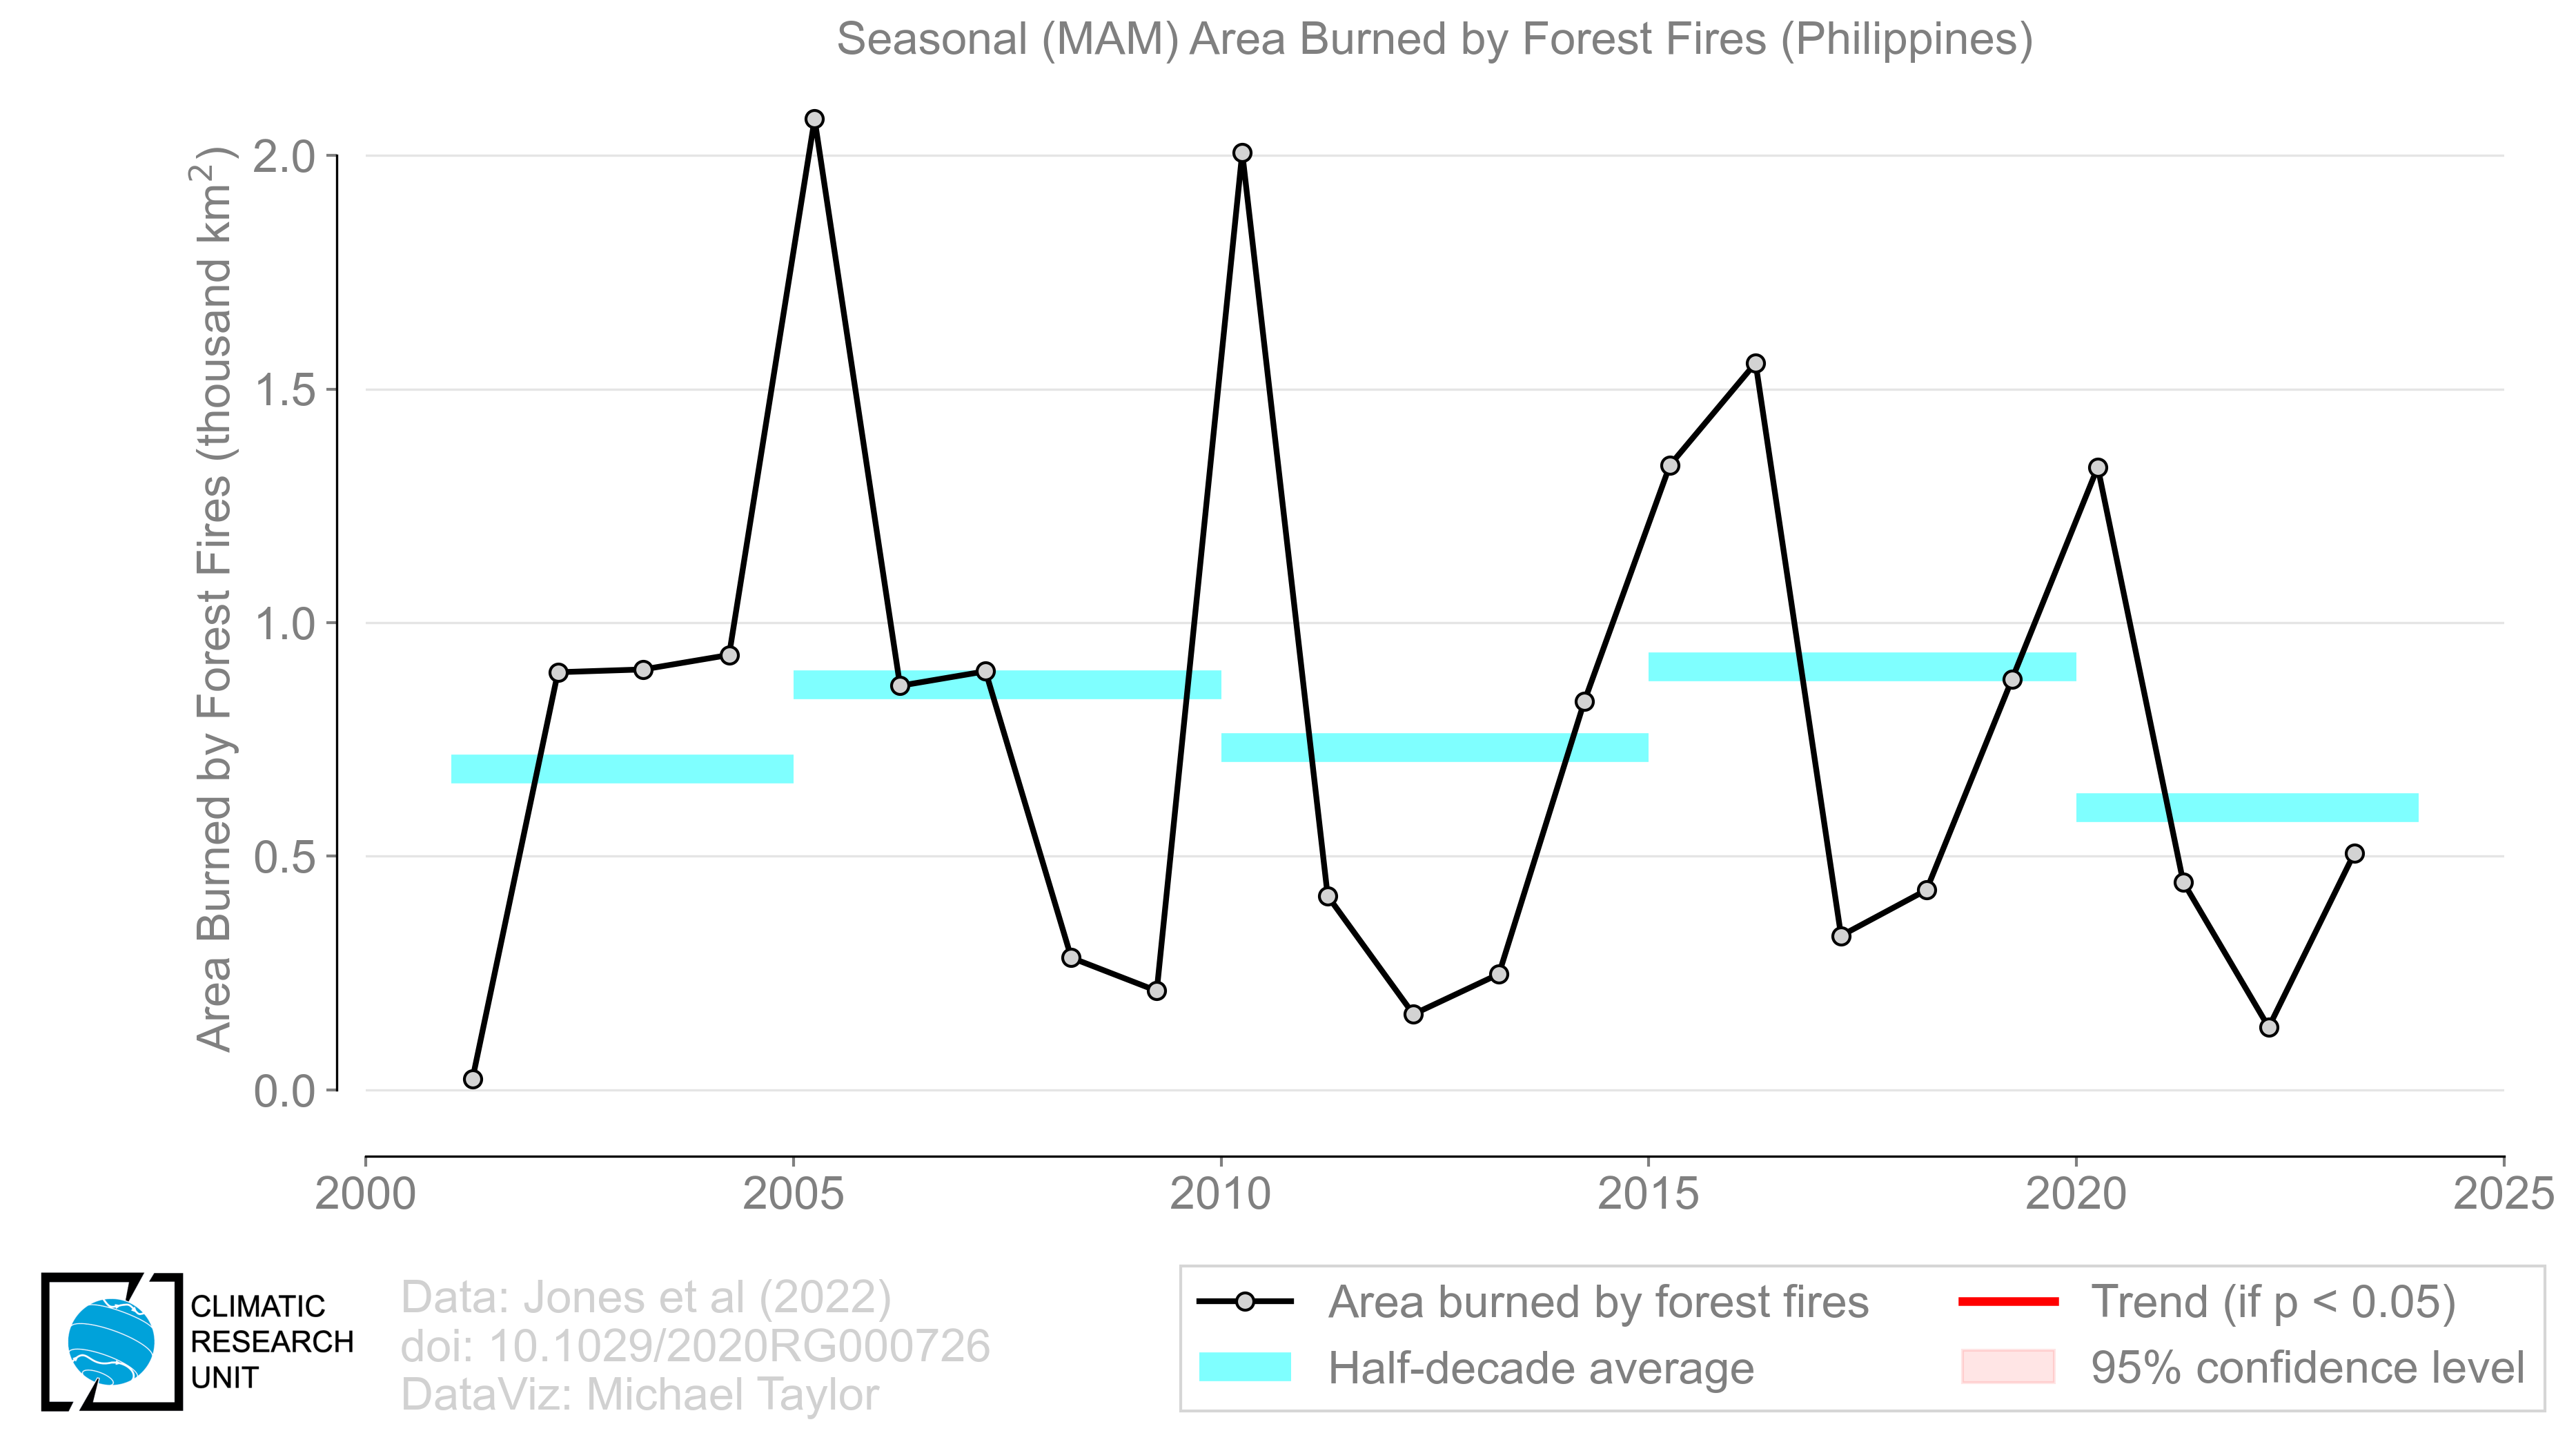 Seasonal (MAM) Area Burned by Forest Fires (Philippines)
Area Burned by Forest Fires (thousand km²)
2.0
1.5
1.0
0.5
0.0
2000 2005 2010 2015 2020 2025
CLIMATIC
RESEARCH
UNIT
Data: Jones et al (2022)
doi: 10.1029/2020RG000726
DataViz: Michael Taylor
Area burned by forest fires
Half-decade average
Trend (if p < 0.05)
95% confidence level